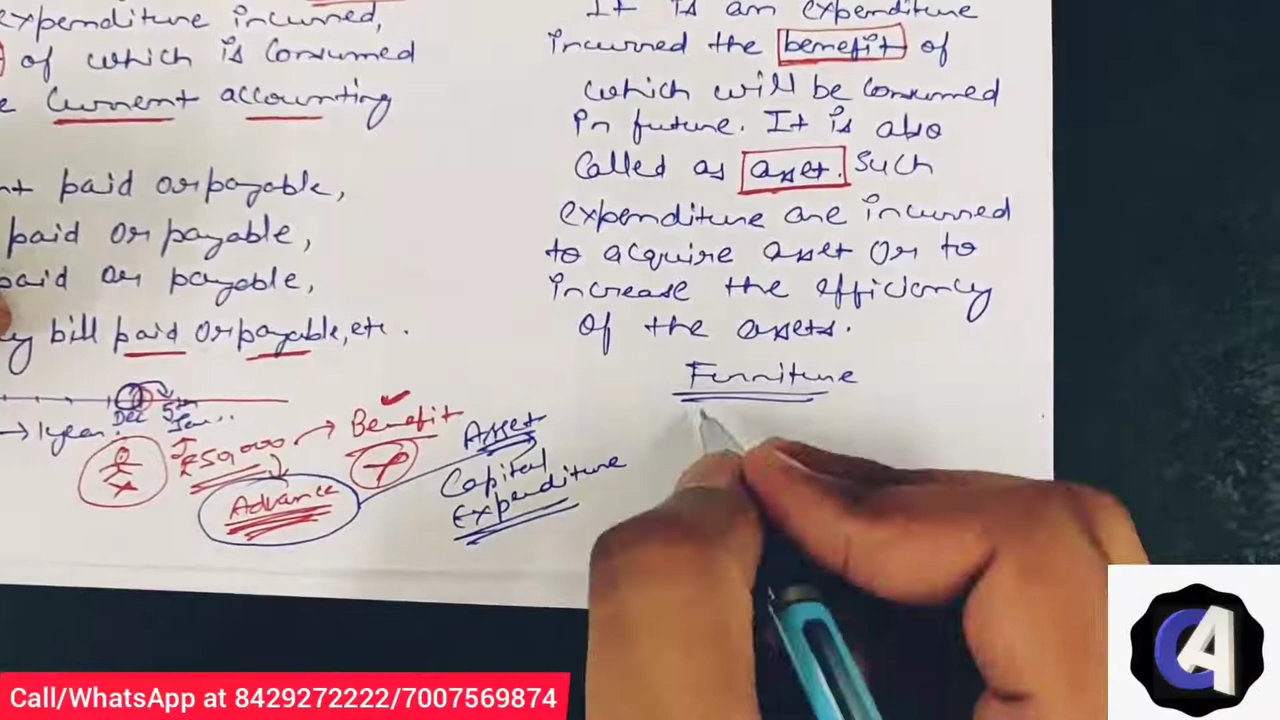 expenditure incurred,
of which is Consumed
Current accounting
paid or payable,
paid or payable,
paid or payable,
bill paid or payable, etc.
Dec
→ 1 year.
₹50,000 → Benefit
Advance
Asset
Capital
Expenditure
It is an expenditure
incurred the benefit of
which will be consumed
in future. It is also
Called as asset. Such
expenditure are incurred
to acquire asset Or to
increase the efficiency
of the assets.
Furniture
Call/WhatsApp at 8429272222/7007569874
CA